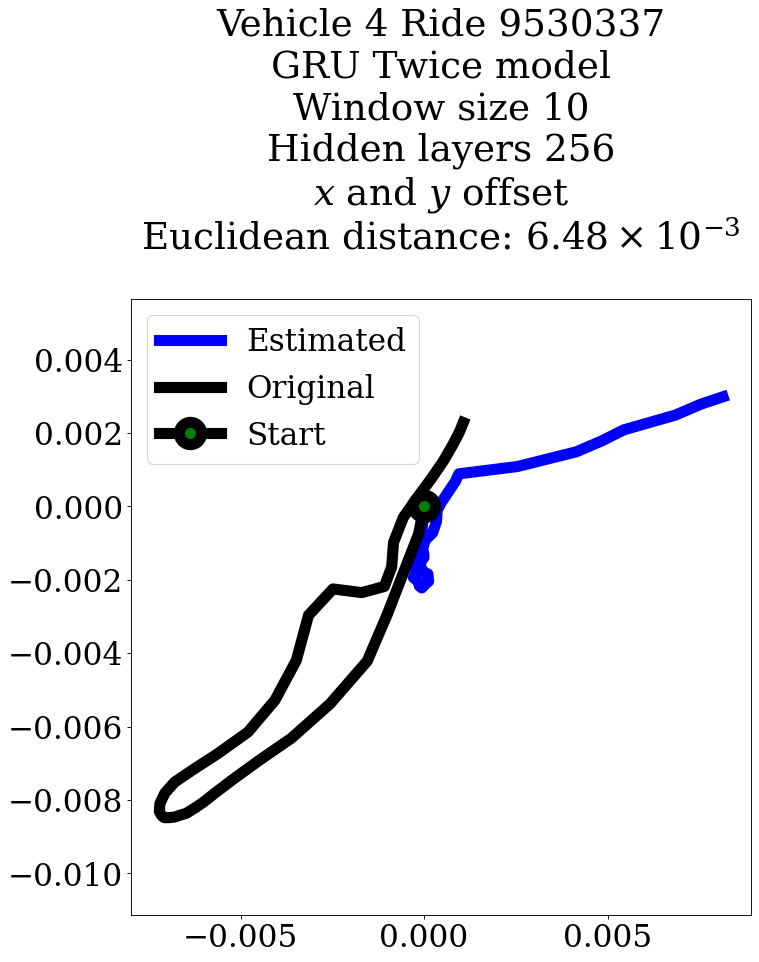 Vehicle 4 Ride 9530337
GRU Twice model
Window size 10
Hidden layers 256
x and y offset
Euclidean distance: 6.48 × 10⁻³
Estimated
Original
Start
0.004
0.002
0.000
−0.002
−0.004
−0.006
−0.008
−0.010
−0.005 0.000 0.005